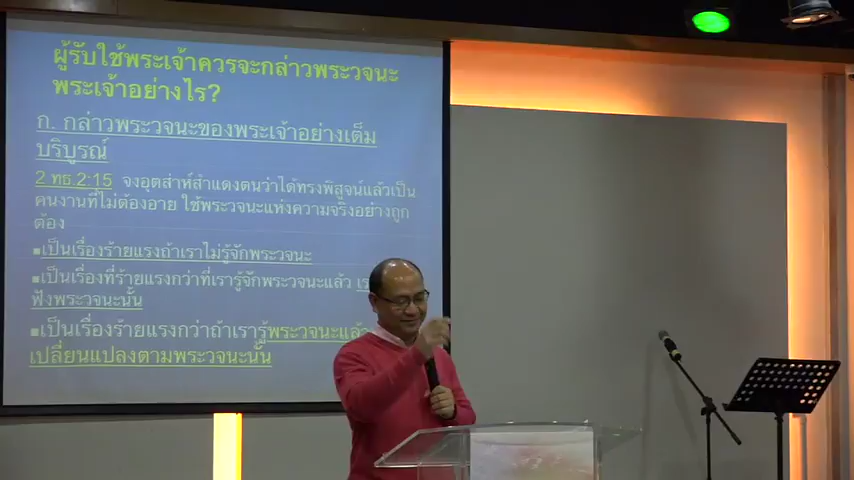 ผู้รับใช้พระเจ้าควรจะกล่าวพระวจนะ
พระเจ้าอย่างไร?
ก. กล่าวพระวจนะของพระเจ้าอย่างเต็ม
บริบูรณ์
2 ทธ.2:15 จงอุตส่าห์สำแดงตนว่าได้ทรงพิสูจน์แล้วเป็น
คนงานที่ไม่ต้องอาย ใช้พระวจนะแห่งความจริงอย่างถูก
ต้อง
▪เป็นเรื่องร้ายแรงถ้าเราไม่รู้จักพระวจนะ
▪เป็นเรื่องที่ร้ายแรงกว่าที่เรารู้จักพระวจนะแล้ว
ฟังพระวจนะนั้น
▪เป็นเรื่องร้ายแรงกว่าถ้าเรารู้พระวจนะแล้ว
เปลี่ยนแปลงตามพระวจนะนั้น